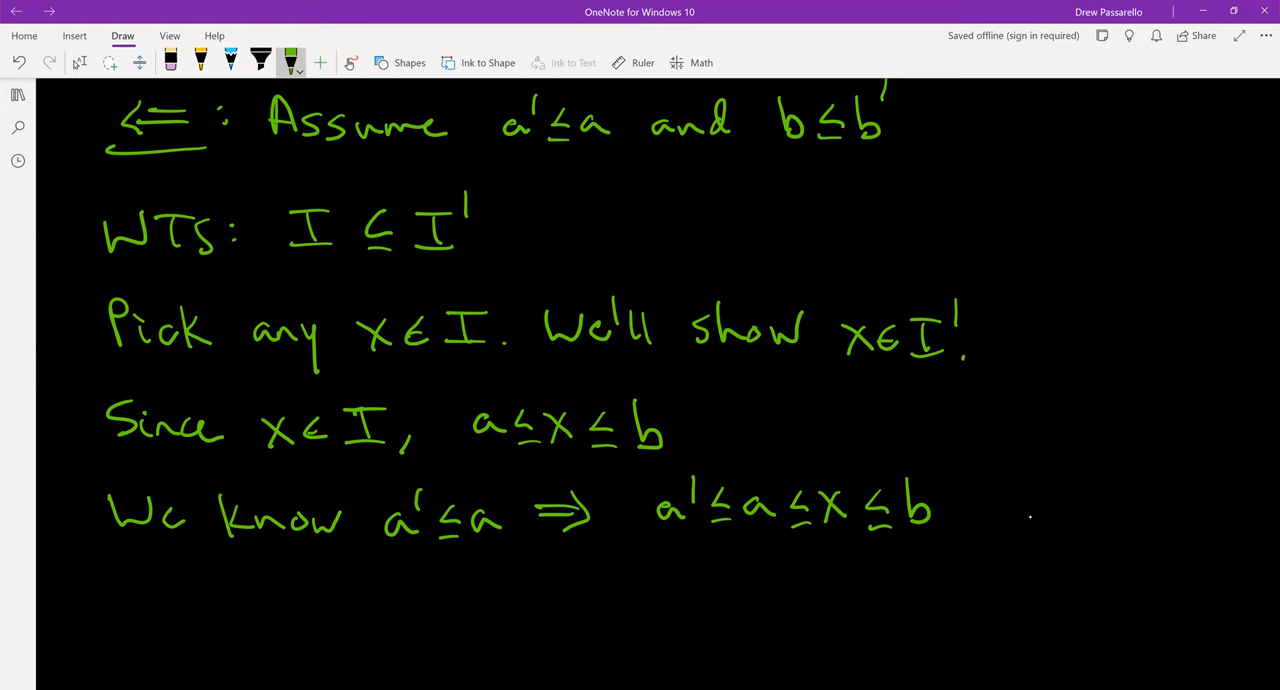 OneNote for Windows 10
Drew Passarello
Home Insert Draw View Help
Saved offline (sign in required) Share
Shapes Ink to Shape Ink to Text Ruler Math
⇐: Assume a' ≤ a and b ≤ b'
WTS: I ⊆ I'
Pick any x ∈ I. We'll show x ∈ I'.
Since x ∈ I, a ≤ x ≤ b
We know a' ≤ a ⇒ a' ≤ a ≤ x ≤ b